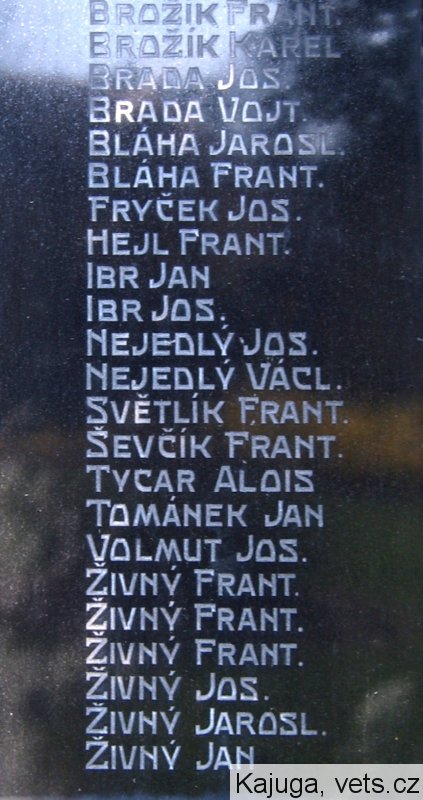 BROŽÍK FRANT.
BROŽÍK KAREL
BRADA JOS.
BRADA VOJT.
BLÁHA JAROSL.
BLÁHA FRANT.
FRYČEK JOS.
HEJL FRANT.
IBR JAN
IBR JOS.
NEJEDLÝ JOS.
NEJEDLÝ VÁCL.
SVĚTLÍK FRANT.
ŠEVČÍK FRANT.
TYCAR ALOIS
TOMÁNEK JAN
VOLMUT JOS.
ŽIVNÝ FRANT.
ŽIVNÝ FRANT.
ŽIVNÝ FRANT.
ŽIVNÝ JOS.
ŽIVNÝ JAROSL.
ŽIVNÝ JAN
Kajuga, vets.cz